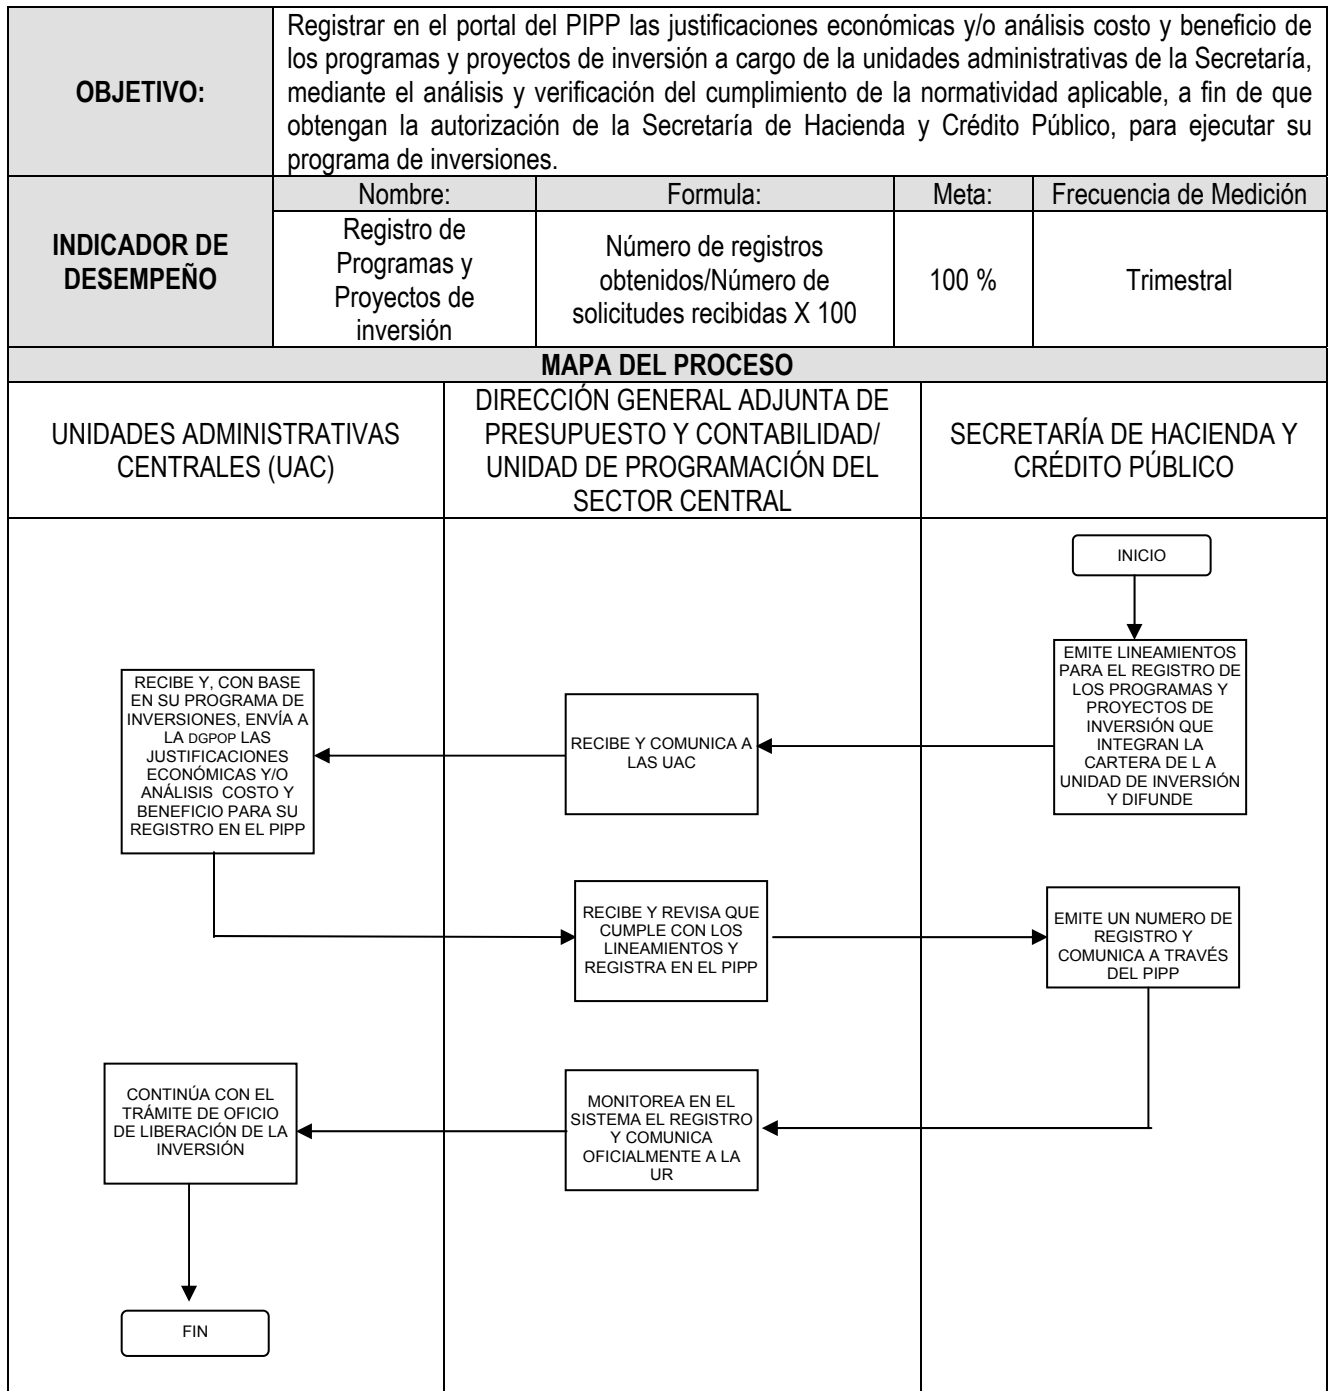 OBJETIVO:
Registrar en el portal del PIPP las justificaciones económicas y/o análisis costo y beneficio de
los programas y proyectos de inversión a cargo de la unidades administrativas de la Secretaría,
mediante el análisis y verificación del cumplimiento de la normatividad aplicable, a fin de que
obtengan la autorización de la Secretaría de Hacienda y Crédito Público, para ejecutar su
programa de inversiones.
INDICADOR DE
DESEMPEÑO
Nombre:
Formula:
Meta:
Frecuencia de Medición
Registro de
Programas y
Proyectos de
inversión
Número de registros
obtenidos/Número de
solicitudes recibidas X 100
100 %
Trimestral
MAPA DEL PROCESO
UNIDADES ADMINISTRATIVAS
CENTRALES (UAC)
DIRECCIÓN GENERAL ADJUNTA DE
PRESUPUESTO Y CONTABILIDAD/
UNIDAD DE PROGRAMACIÓN DEL
SECTOR CENTRAL
SECRETARÍA DE HACIENDA Y
CRÉDITO PÚBLICO
INICIO
EMITE LINEAMIENTOS
PARA EL REGISTRO DE
LOS PROGRAMAS Y
PROYECTOS DE
INVERSIÓN QUE
INTEGRAN LA
CARTERA DE L A
UNIDAD DE INVERSIÓN
Y DIFUNDE
RECIBE Y COMUNICA A
LAS UAC
RECIBE Y, CON BASE
EN SU PROGRAMA DE
INVERSIONES, ENVÍA A
LA DGPOP LAS
JUSTIFICACIONES
ECONÓMICAS Y/O
ANÁLISIS COSTO Y
BENEFICIO PARA SU
REGISTRO EN EL PIPP
RECIBE Y REVISA QUE
CUMPLE CON LOS
LINEAMIENTOS Y
REGISTRA EN EL PIPP
EMITE UN NUMERO DE
REGISTRO Y
COMUNICA A TRAVÉS
DEL PIPP
MONITOREA EN EL
SISTEMA EL REGISTRO
Y COMUNICA
OFICIALMENTE A LA
UR
CONTINÚA CON EL
TRÁMITE DE OFICIO
DE LIBERACIÓN DE LA
INVERSIÓN
FIN